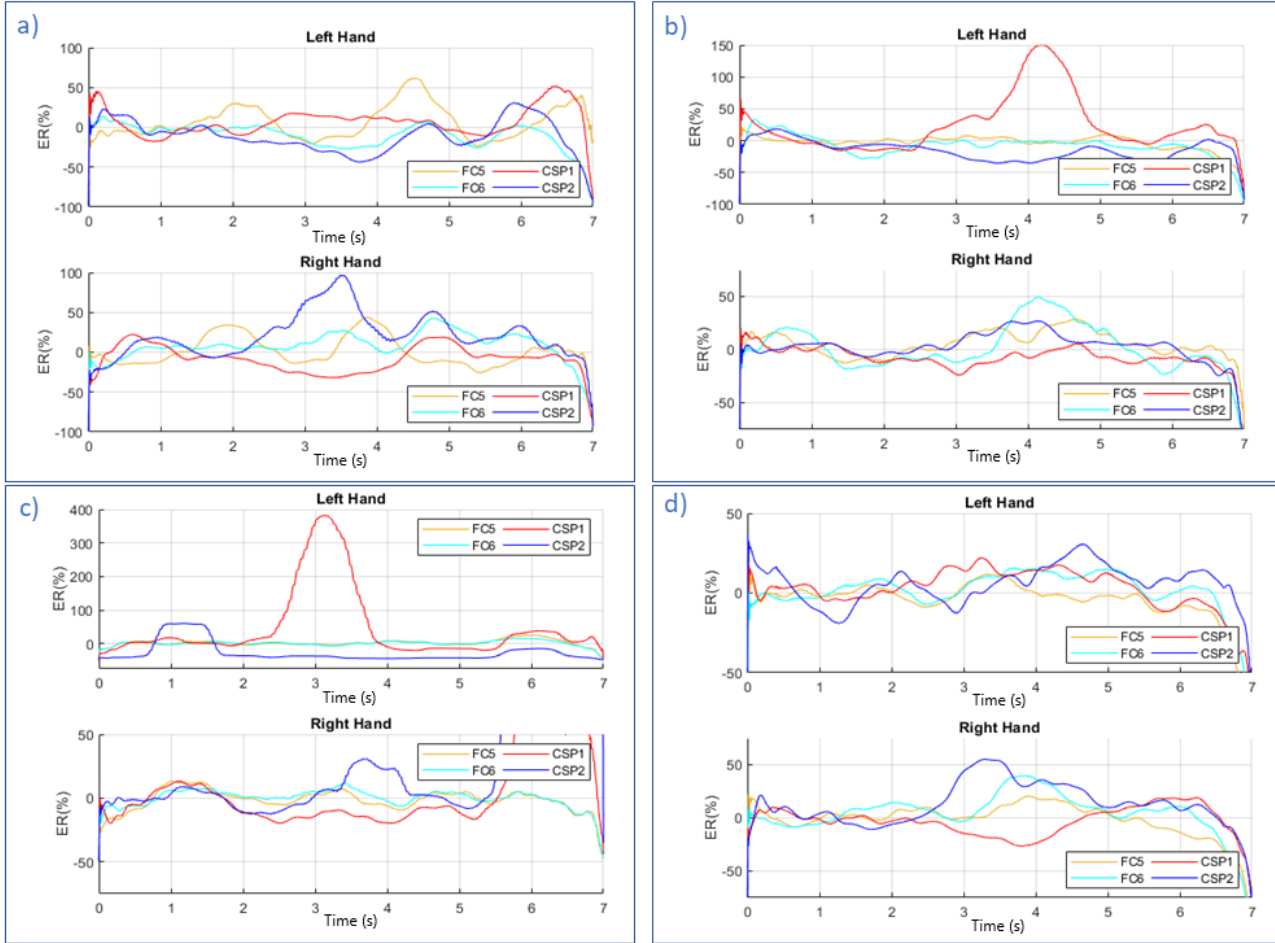 a)
Left Hand
100
50
0
-50
-100
ER(%)
FC5 CSP1
FC6 CSP2
0 1 2 3 4 5 6 7
Time (s)
Right Hand
100
50
0
-50
-100
ER(%)
FC5 CSP1
FC6 CSP2
0 1 2 3 4 5 6 7
Time (s)
b)
Left Hand
150
100
50
0
-50
-100
ER(%)
FC5 CSP1
FC6 CSP2
0 1 2 3 4 5 6 7
Time (s)
Right Hand
50
0
-50
ER(%)
FC5 CSP1
FC6 CSP2
0 1 2 3 4 5 6 7
Time (s)
c)
Left Hand
400
300
200
100
0
ER(%)
FC5 CSP1
FC6 CSP2
0 1 2 3 4 5 6 7
Time (s)
Right Hand
50
0
-50
ER(%)
FC5 CSP1
FC6 CSP2
0 1 2 3 4 5 6 7
Time (s)
d)
Left Hand
50
0
-50
ER(%)
FC5 CSP1
FC6 CSP2
0 1 2 3 4 5 6 7
Time (s)
Right Hand
50
0
-50
ER(%)
FC5 CSP1
FC6 CSP2
0 1 2 3 4 5 6 7
Time (s)